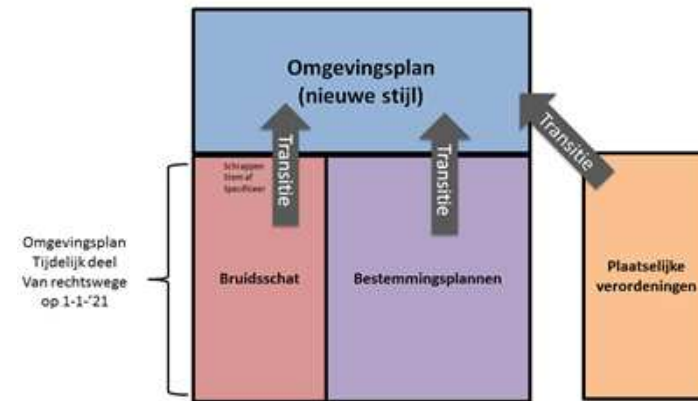 Omgevingsplan
(nieuwe stijl)
Transitie
Transitie
Transitie
Schrappen
Stem af
Specificeer
Omgevingsplan
Tijdelijk deel
Van rechtswege
op 1-1-'21
Bruidsschat
Bestemmingsplannen
Plaatselijke
verordeningen